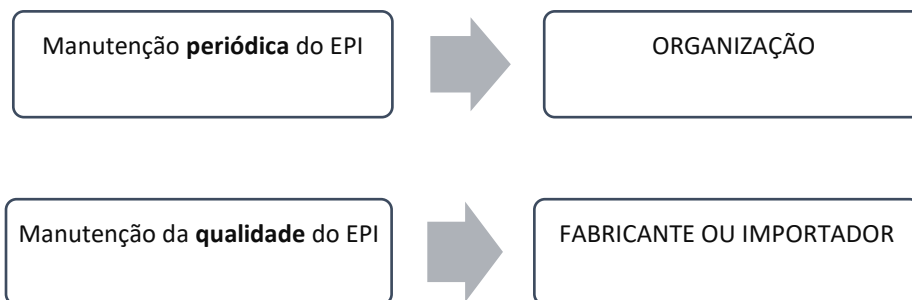 Manutenção periódica do EPI
ORGANIZAÇÃO
Manutenção da qualidade do EPI
FABRICANTE OU IMPORTADOR